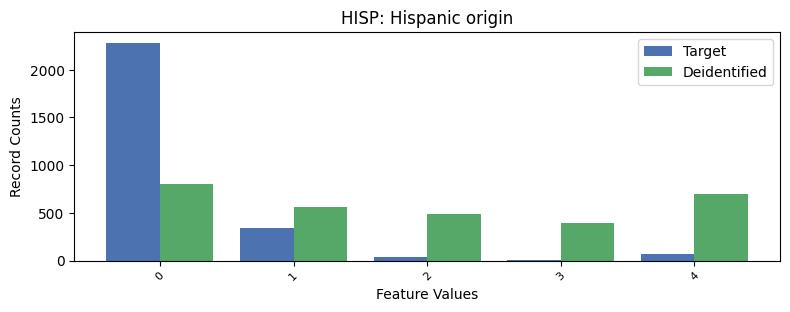 HISP: Hispanic origin
Target
Deidentified
Record Counts
2000
1500
1000
500
0
0 1 2 3 4
Feature Values